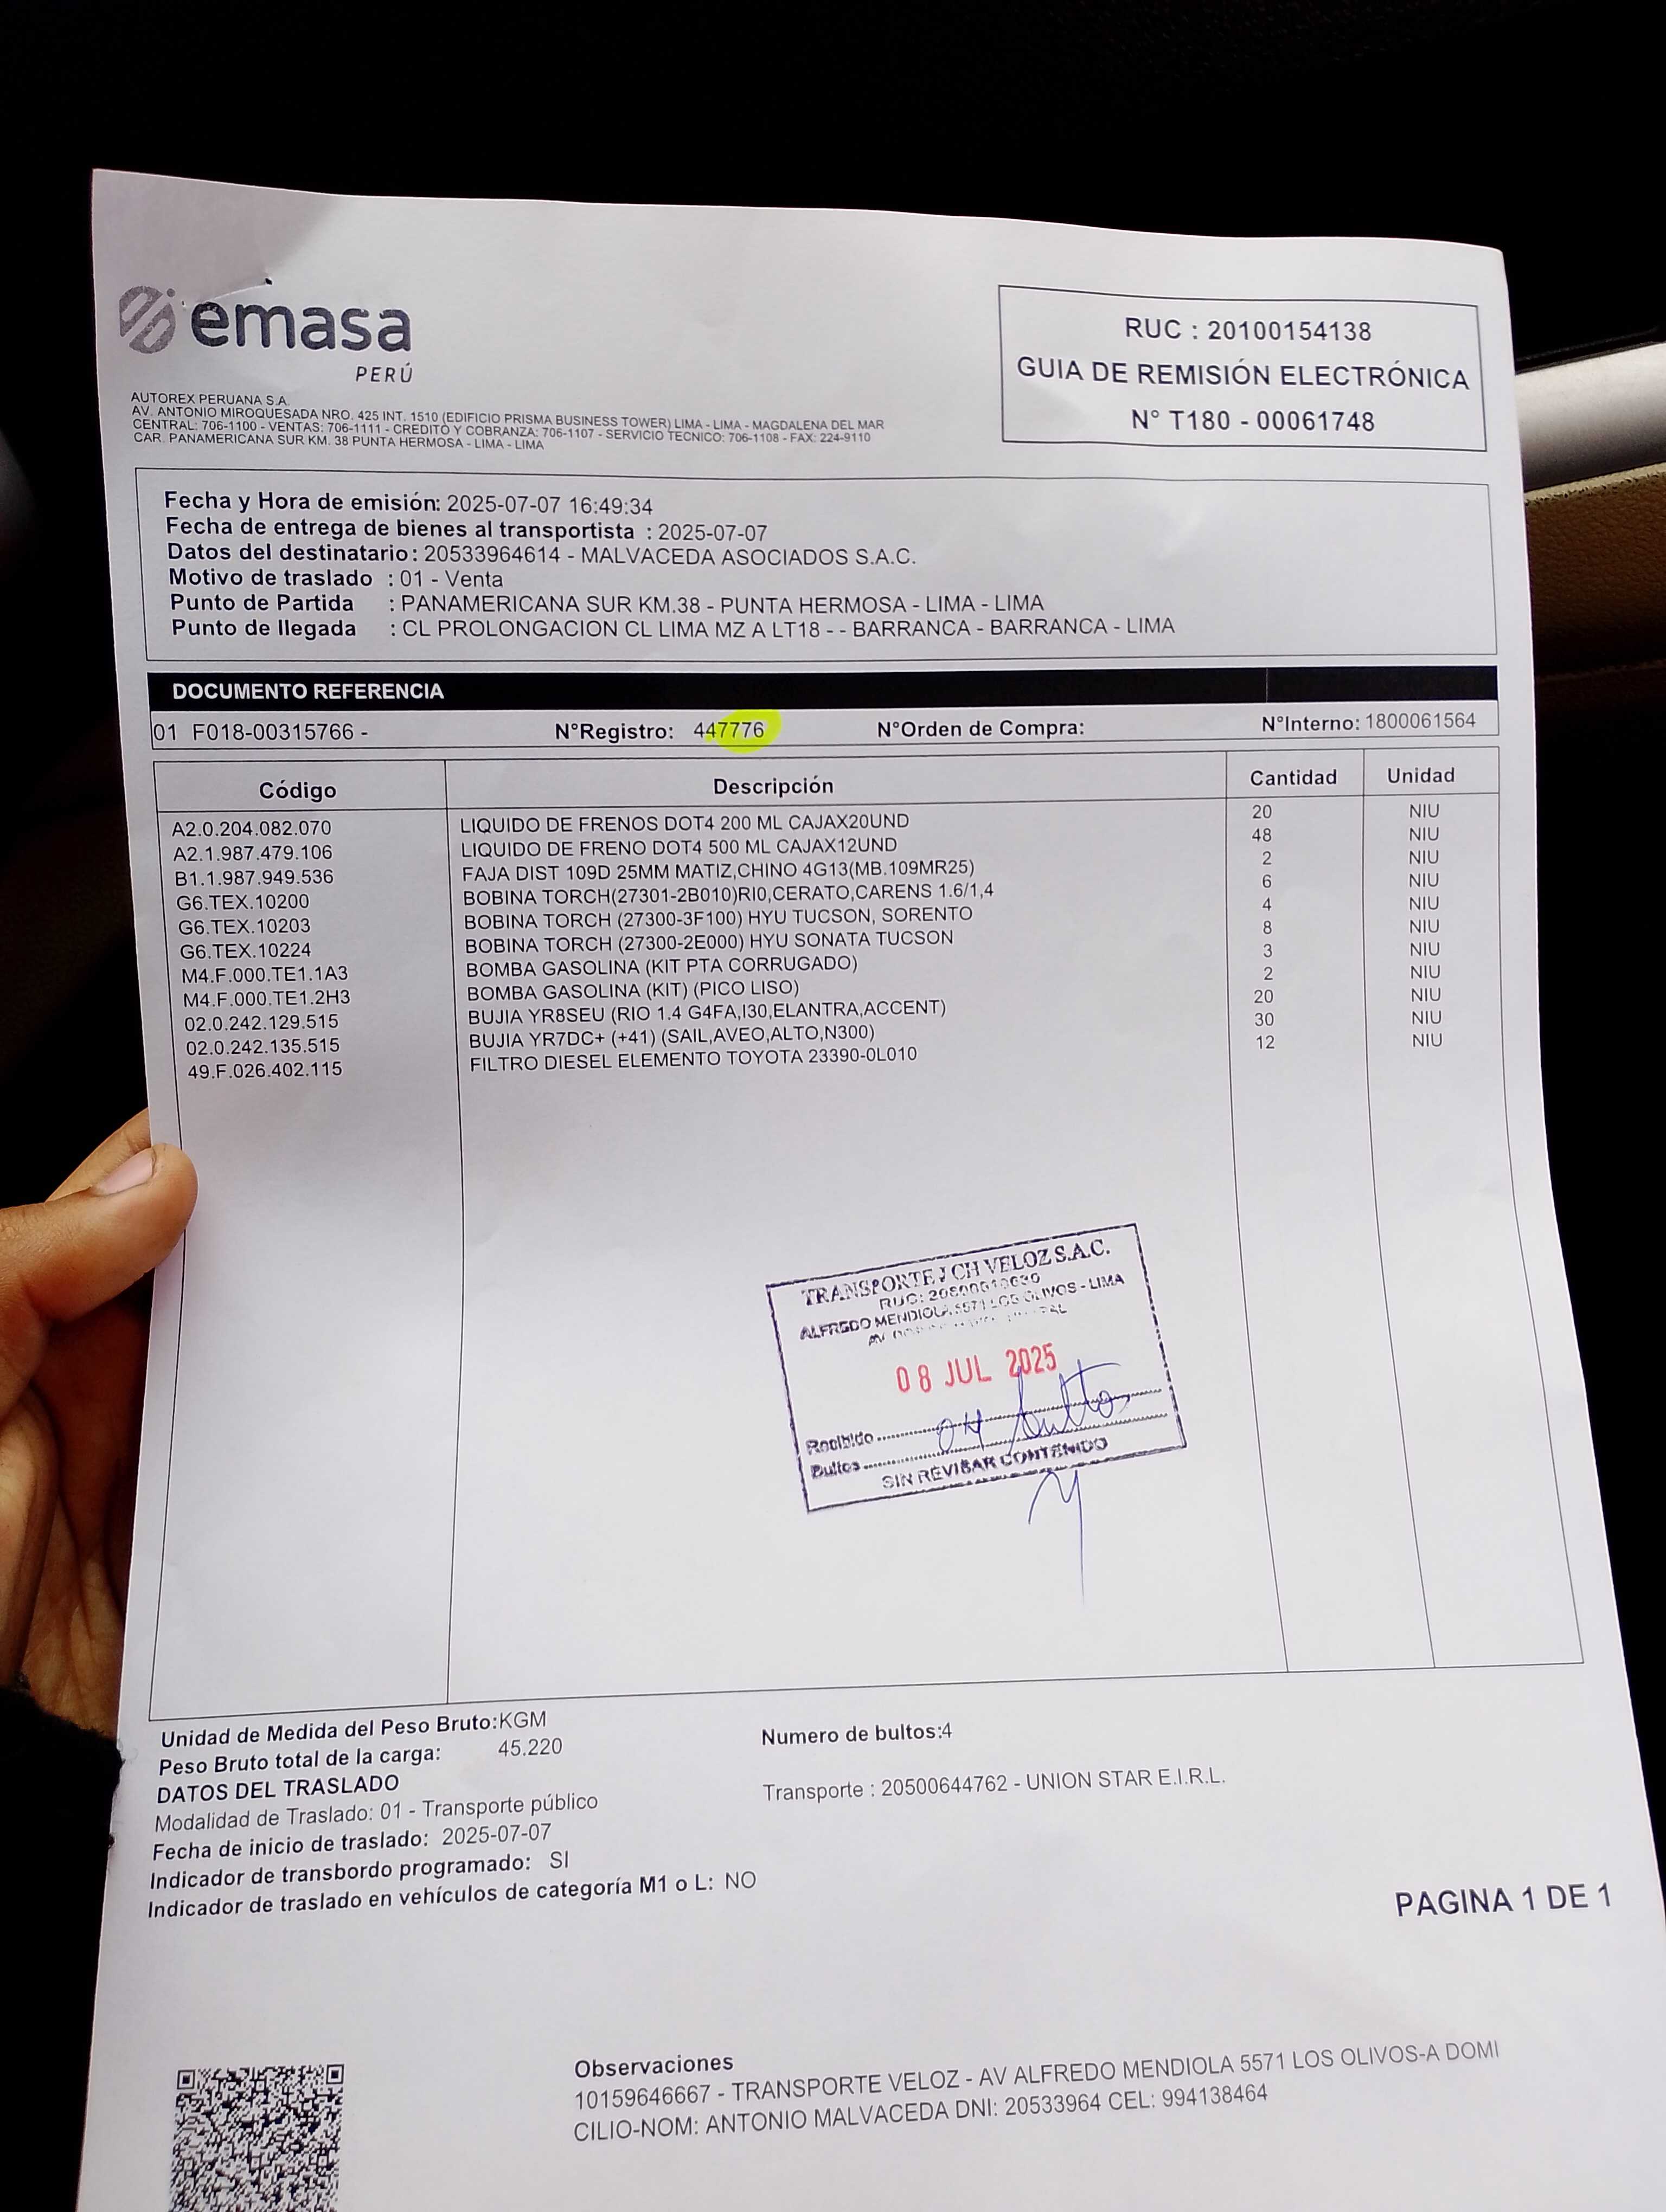 emasa
PERÚ
AUTOREX PERUANA S.A.
AV. ANTONIO MIROQUESADA NRO. 425 INT. 1510 (EDIFICIO PRISMA BUSINESS TOWER) LIMA - LIMA - MAGDALENA DEL MAR
CENTRAL: 706-1100 - VENTAS: 706-1111 - CREDITO Y COBRANZA: 706-1107 - SERVICIO TECNICO: 706-1108 - FAX: 224-9110
CAR. PANAMERICANA SUR KM. 38 PUNTA HERMOSA - LIMA - LIMA
RUC : 20100154138
GUIA DE REMISIÓN ELECTRÓNICA
N° T180 - 00061748
Fecha y Hora de emisión: 2025-07-07 16:49:34
Fecha de entrega de bienes al transportista : 2025-07-07
Datos del destinatario: 20533964614 - MALVACEDA ASOCIADOS S.A.C.
Motivo de traslado : 01 - Venta
Punto de Partida : PANAMERICANA SUR KM.38 - PUNTA HERMOSA - LIMA - LIMA
Punto de llegada : CL PROLONGACION CL LIMA MZ A LT18 - - BARRANCA - BARRANCA - LIMA
DOCUMENTO REFERENCIA
01 F018-00315766 - N°Registro: 447776 N°Orden de Compra: N°Interno: 1800061564
Código Descripción Cantidad Unidad
A2.0.204.082.070 LIQUIDO DE FRENOS DOT4 200 ML CAJAX20UND 20 NIU
A2.1.987.479.106 LIQUIDO DE FRENO DOT4 500 ML CAJAX12UND 48 NIU
B1.1.987.949.536 FAJA DIST 109D 25MM MATIZ,CHINO 4G13(MB.109MR25) 2 NIU
G6.TEX.10200 BOBINA TORCH(27301-2B010)RI0,CERATO,CARENS 1.6/1,4 6 NIU
G6.TEX.10203 BOBINA TORCH (27300-3F100) HYU TUCSON, SORENTO 4 NIU
G6.TEX.10224 BOBINA TORCH (27300-2E000) HYU SONATA TUCSON 8 NIU
M4.F.000.TE1.1A3 BOMBA GASOLINA (KIT PTA CORRUGADO) 3 NIU
M4.F.000.TE1.2H3 BOMBA GASOLINA (KIT) (PICO LISO) 2 NIU
02.0.242.129.515 BUJIA YR8SEU (RIO 1.4 G4FA,I30,ELANTRA,ACCENT) 20 NIU
02.0.242.135.515 BUJIA YR7DC+ (+41) (SAIL,AVEO,ALTO,N300) 30 NIU
49.F.026.402.115 FILTRO DIESEL ELEMENTO TOYOTA 23390-0L010 12 NIU
TRANSPORTE J CH VELOZ S.A.C.
RUC:
ALFREDO MENDIOLA 5571 LOS OLIVOS - LIMA
AV.
08 JUL 2025
Recibido 04 bultos
Bultos
SIN REVISAR CONTENIDO
Unidad de Medida del Peso Bruto:KGM
Peso Bruto total de la carga: 45.220
Numero de bultos:4
DATOS DEL TRASLADO
Modalidad de Traslado: 01 - Transporte público
Transporte : 20500644762 - UNION STAR E.I.R.L.
Fecha de inicio de traslado: 2025-07-07
Indicador de transbordo programado: SI
Indicador de traslado en vehículos de categoría M1 o L: NO
PAGINA 1 DE 1
Observaciones
10159646667 - TRANSPORTE VELOZ - AV ALFREDO MENDIOLA 5571 LOS OLIVOS-A DOMI
CILIO-NOM: ANTONIO MALVACEDA DNI: 20533964 CEL: 994138464